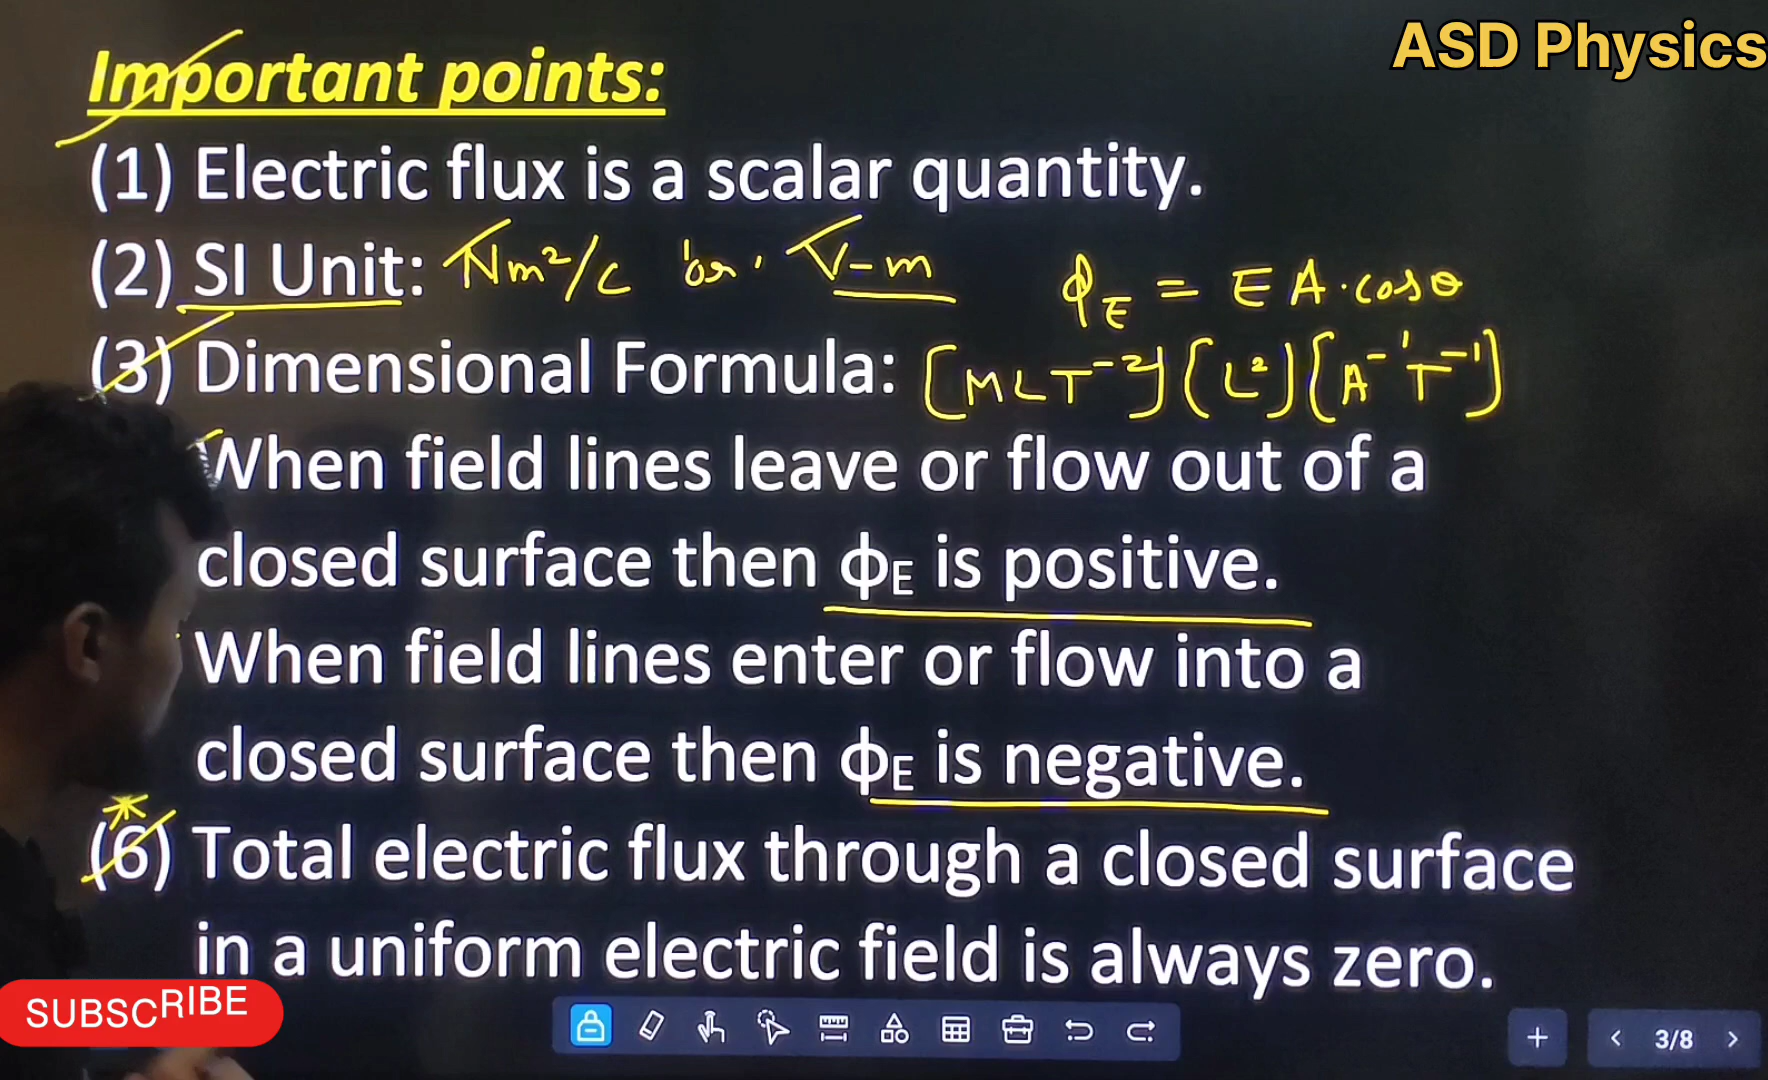 ASD Physics
Important points:
(1) Electric flux is a scalar quantity.
(2) SI Unit: Nm²/C or V-m ϕE = EA·cosθ
(3) Dimensional Formula: [MLT⁻²][L²][A⁻¹T⁻¹]
When field lines leave or flow out of a
closed surface then ϕE is positive.
When field lines enter or flow into a
closed surface then ϕE is negative.
(6) Total electric flux through a closed surface
in a uniform electric field is always zero.
SUBSCRIBE
3/8